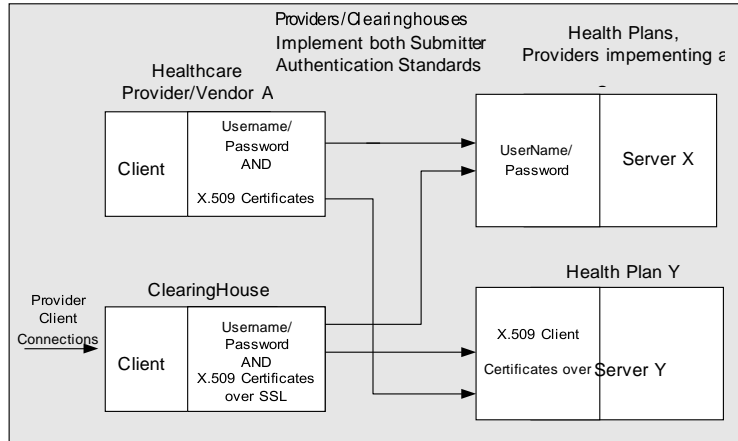 Providers/Clearinghouses
Implement both Submitter
Authentication Standards
Health Plans,
Providers impementing a
Healthcare
Provider/Vendor A
Client
Username/
Password
AND
X.509 Certificates
UserName/
Password
Server X
Provider
Client
Connections
ClearingHouse
Client
Username/
Password
AND
X.509 Certificates
over SSL
Health Plan Y
X.509 Client
Certificates over
Server Y